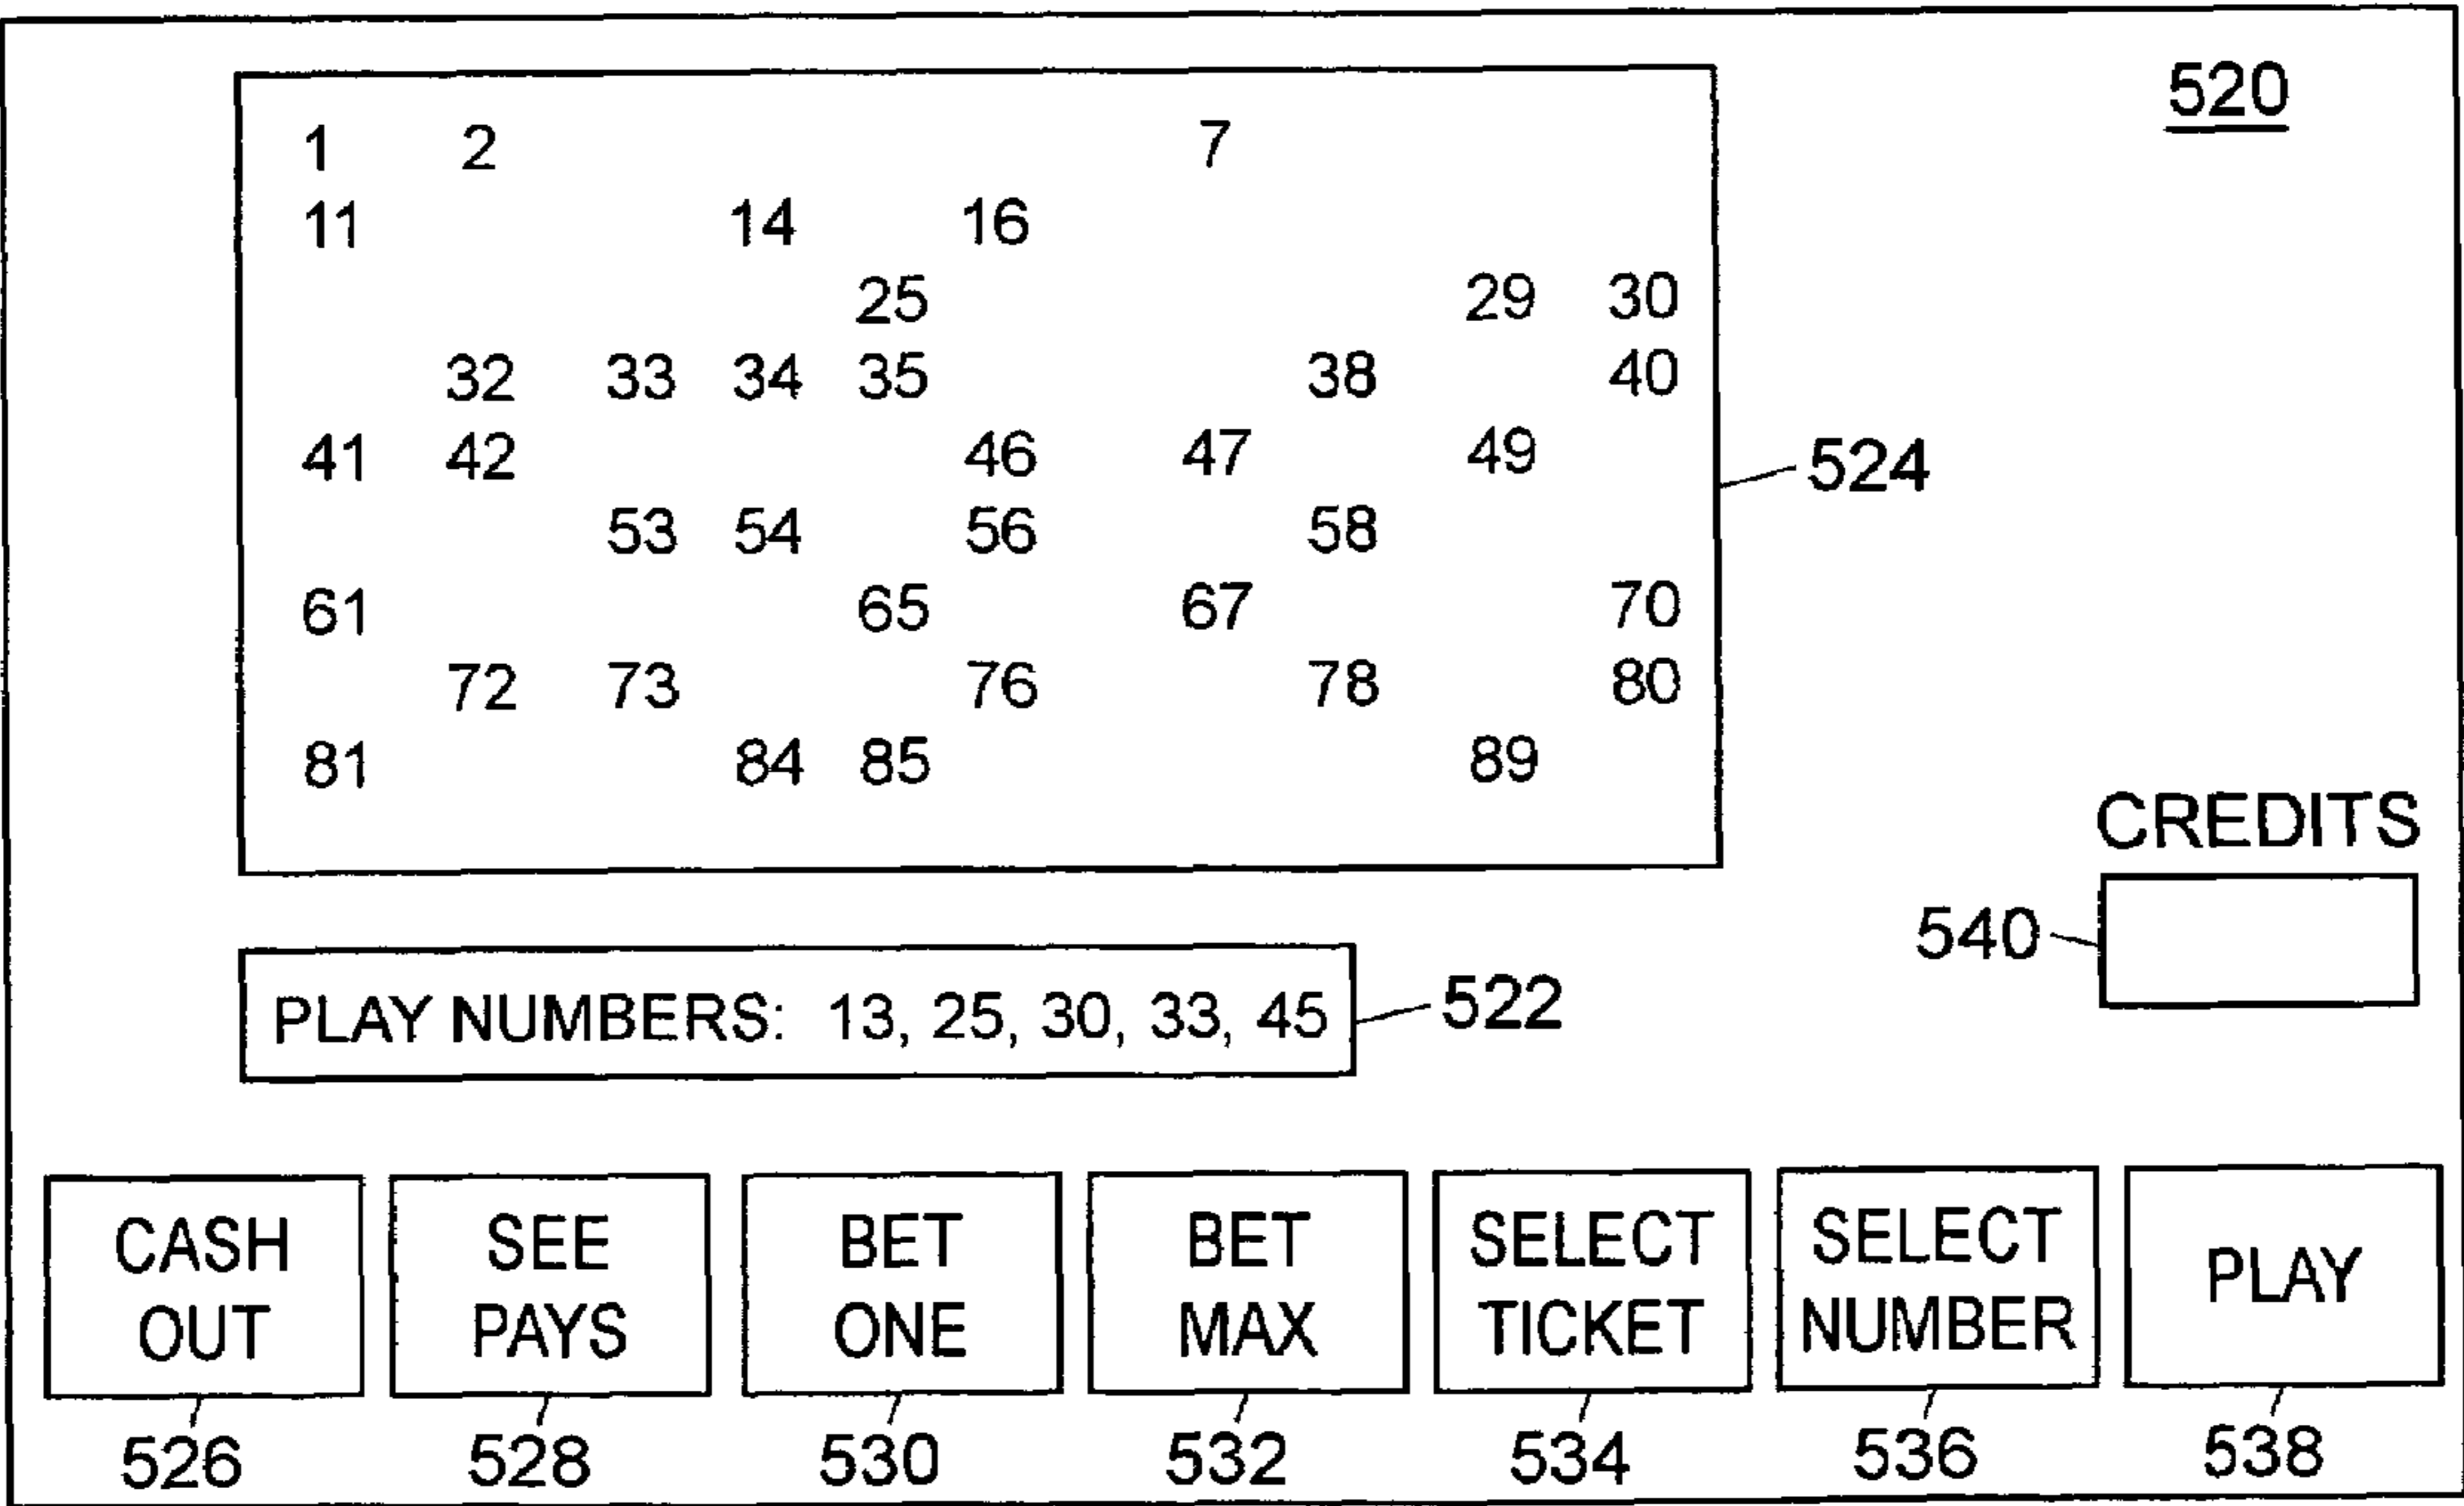 520
1 2 7
11 14 16
25 29 30
32 33 34 35 38 40
41 42 46 47 49
524
53 54 56 58
61 65 67 70
72 73 76 78 80
81 84 85 89
CREDITS
540
PLAY NUMBERS: 13, 25, 30, 33, 45
522
CASH
OUT
SEE
PAYS
BET
ONE
BET
MAX
SELECT
TICKET
SELECT
NUMBER
PLAY
526 528 530 532 534 536 538